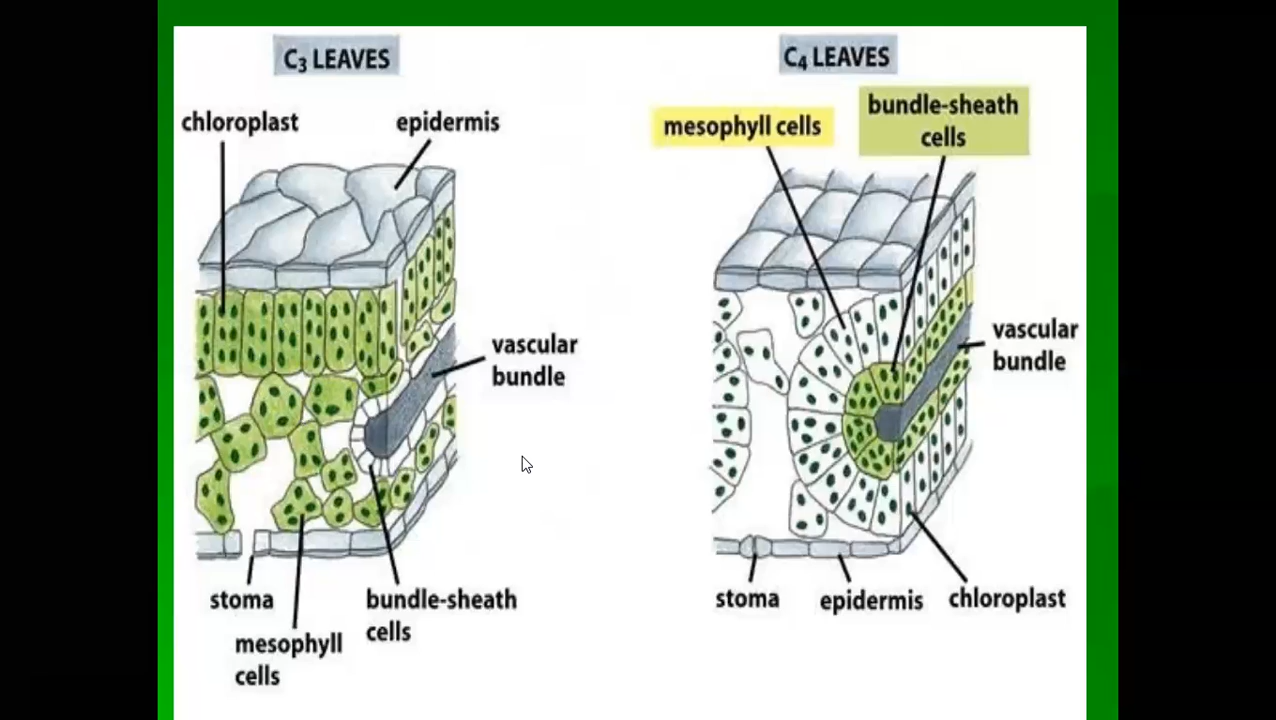 C₃ LEAVES
chloroplast
epidermis
vascular
bundle
stoma
mesophyll
cells
bundle-sheath
cells
C₄ LEAVES
mesophyll cells
bundle-sheath
cells
vascular
bundle
stoma
epidermis
chloroplast